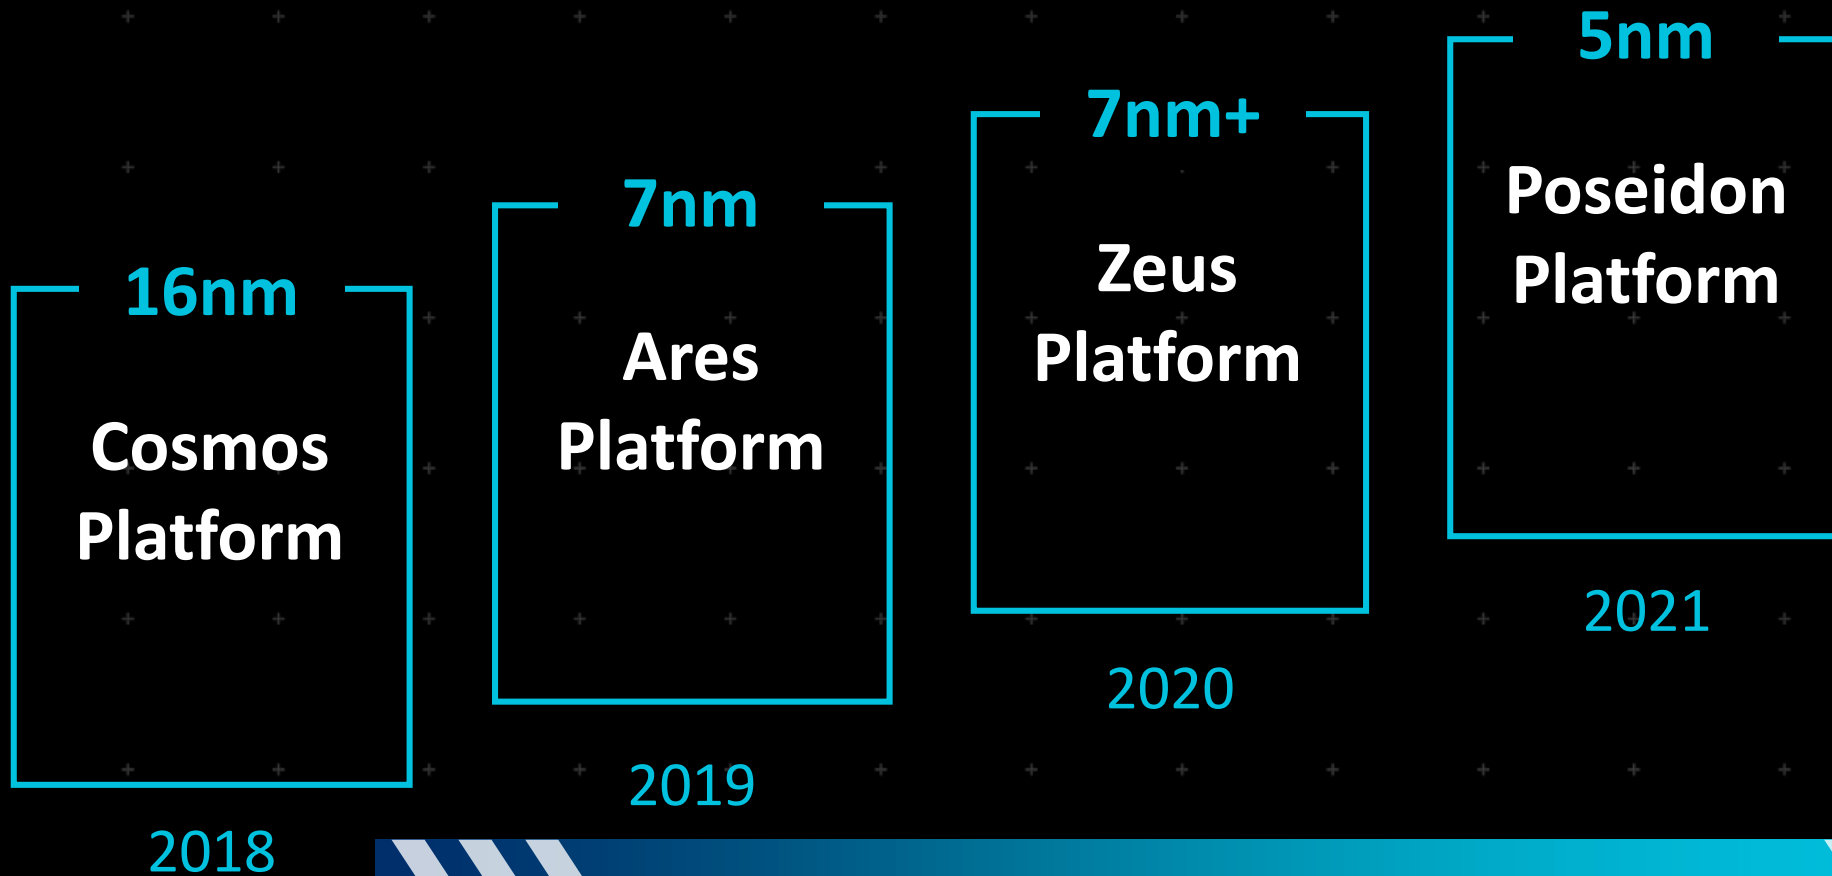 16nm
Cosmos
Platform
2018
7nm
Ares
Platform
2019
7nm+
Zeus
Platform
2020
5nm
Poseidon
Platform
2021